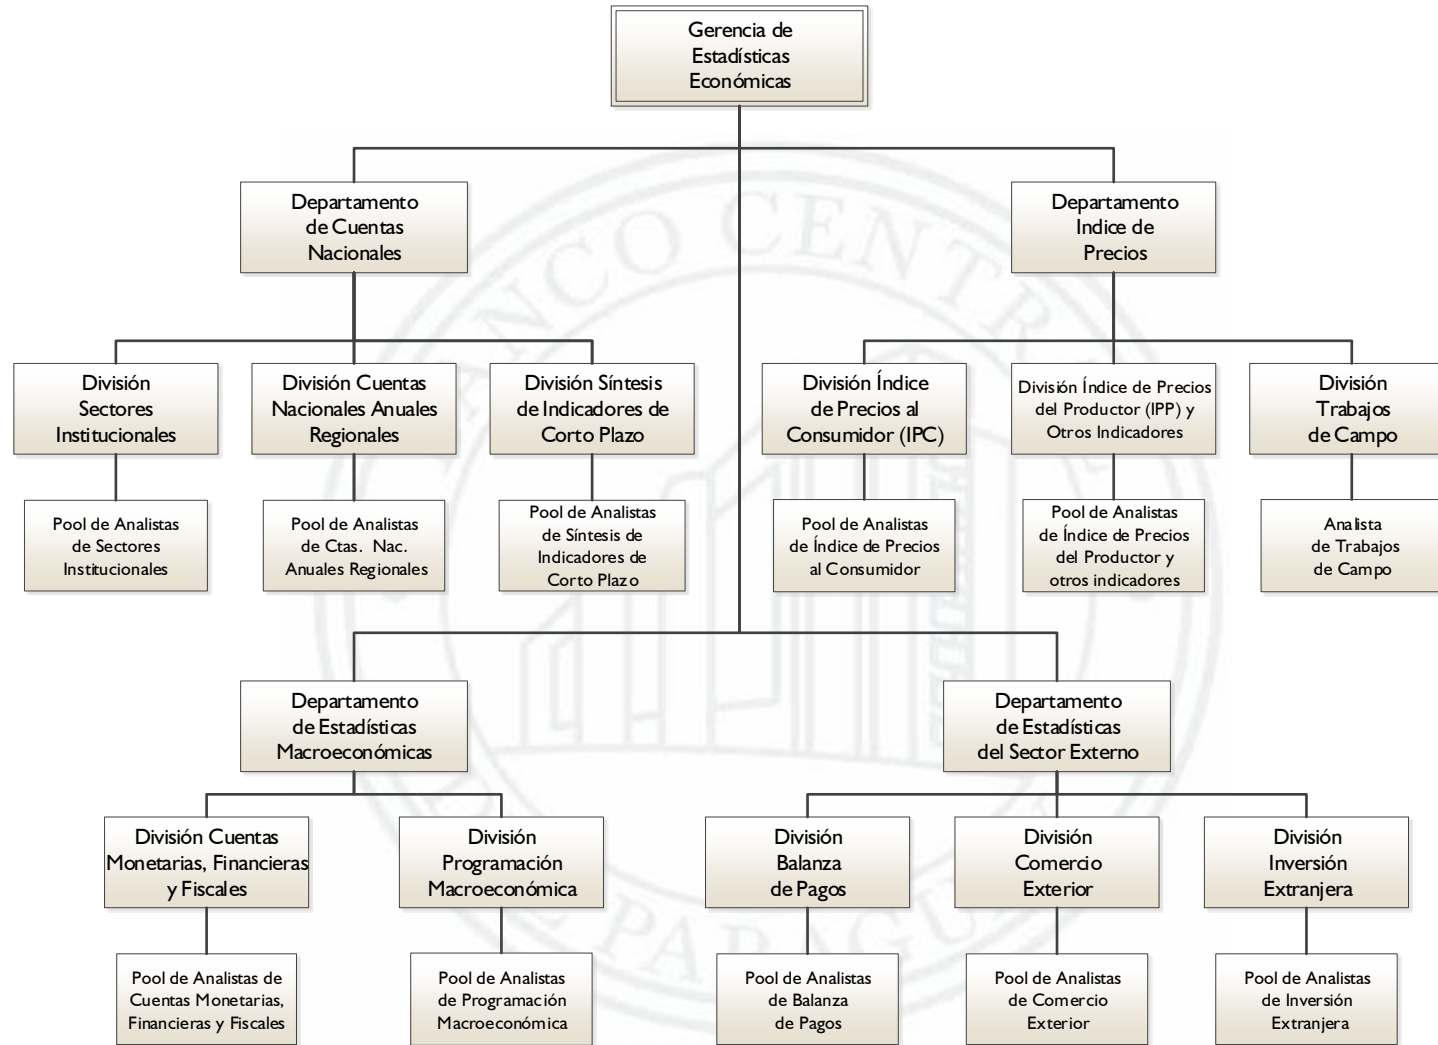 Gerencia de
Estadísticas
Económicas
Departamento
de Cuentas
Nacionales
Departamento
Indice de
Precios
División
Sectores
Institucionales
División Cuentas
Nacionales Anuales
Regionales
División Síntesis
de Indicadores de
Corto Plazo
División Índice
de Precios al
Consumidor (IPC)
División Índice de Precios
del Productor (IPP) y
Otros Indicadores
División
Trabajos
de Campo
Pool de Analistas
de Sectores
Institucionales
Pool de Analistas
de Ctas. Nac.
Anuales Regionales
Pool de Analistas
de Síntesis de
Indicadores de
Corto Plazo
Pool de Analistas
de Índice de Precios
al Consumidor
Pool de Analistas
de Índice de Precios
del Productor y
otros indicadores
Analista
de Trabajos
de Campo
Departamento
de Estadísticas
Macroeconómicas
Departamento
de Estadísticas
del Sector Externo
División Cuentas
Monetarias, Financieras
y Fiscales
División
Programación
Macroeconómica
División
Balanza
de Pagos
División
Comercio
Exterior
División
Inversión
Extranjera
Pool de Analistas de
Cuentas Monetarias,
Financieras y Fiscales
Pool de Analistas
de Programación
Macroeconómica
Pool de Analistas
de Balanza
de Pagos
Pool de Analistas
de Comercio
Exterior
Pool de Analistas
de Inversión
Extranjera
BANCO CENTRAL
DE PARAGUAY